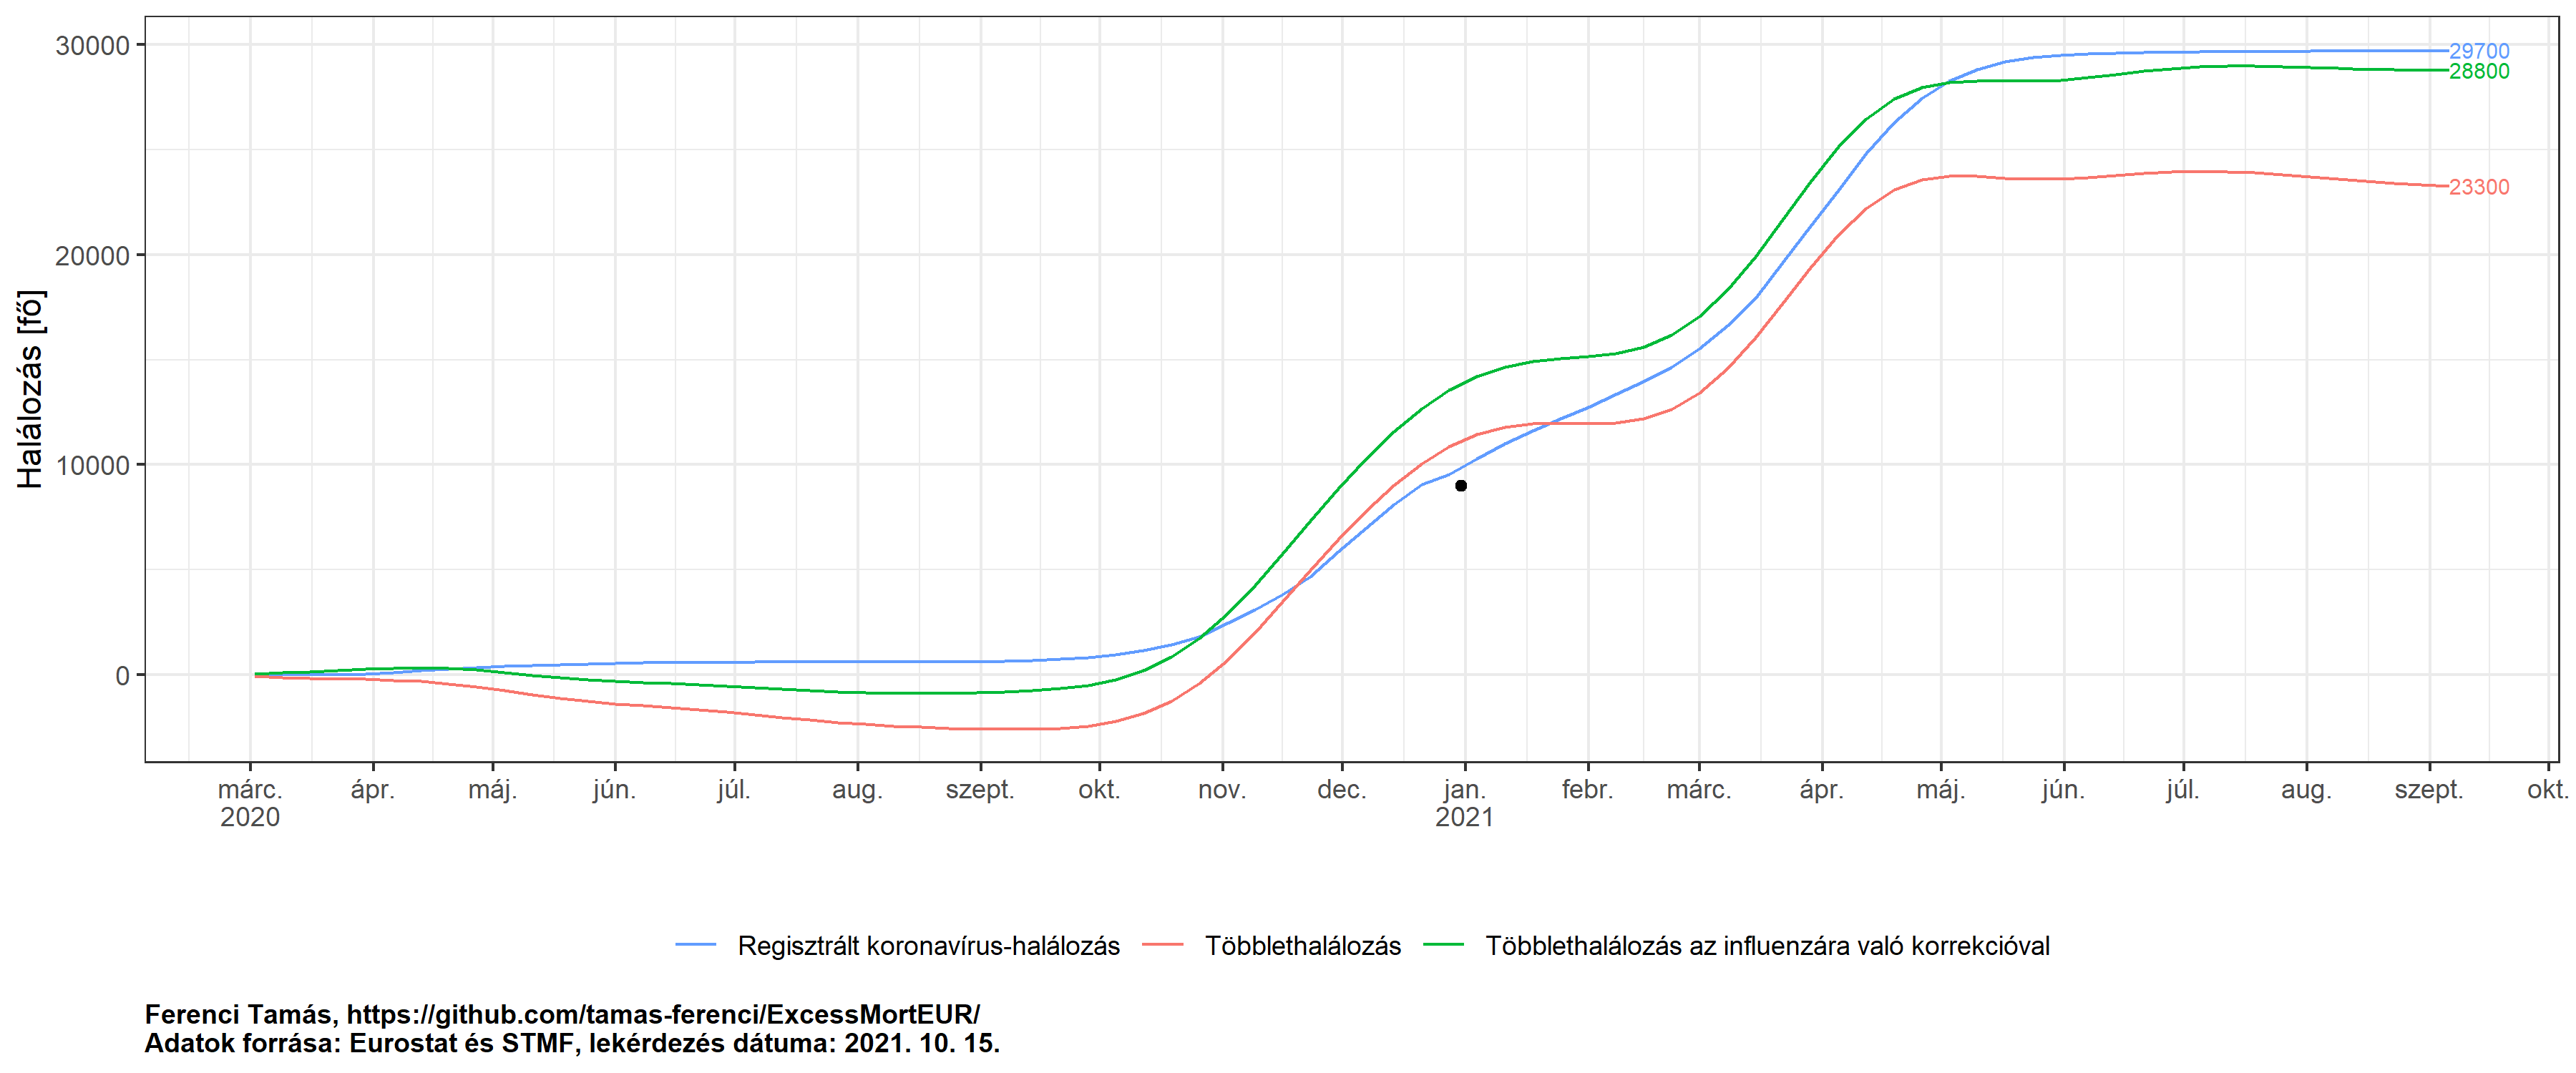 Halálozás [fő]
30000
20000
10000
0
29700
28800
23300
márc. ápr. máj. jún. júl. aug. szept. okt. nov. dec. jan. febr. márc. ápr. máj. jún. júl. aug. szept. okt.
2020 2021
Regisztrált koronavírus-halálozás Többlethalálozás Többlethalálozás az influenzára való korrekcióval
Ferenci Tamás, https://github.com/tamas-ferenci/ExcessMortEUR/
Adatok forrása: Eurostat és STMF, lekérdezés dátuma: 2021. 10. 15.